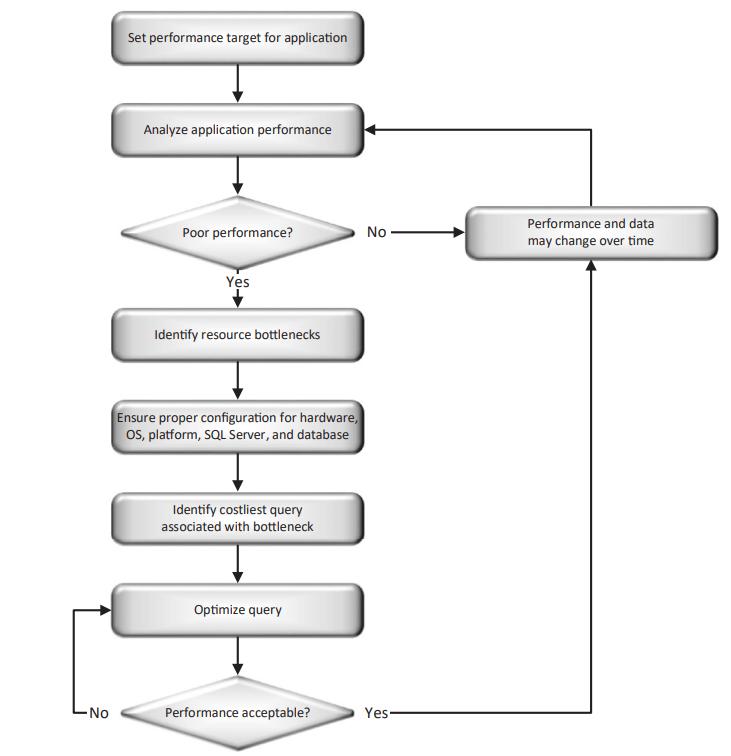 Set performance target for application
Analyze application performance
Poor performance?
No
Performance and data
may change over time
Yes
Identify resource bottlenecks
Ensure proper configuration for hardware,
OS, platform, SQL Server, and database
Identify costliest query
associated with bottleneck
Optimize query
No
Performance acceptable?
Yes